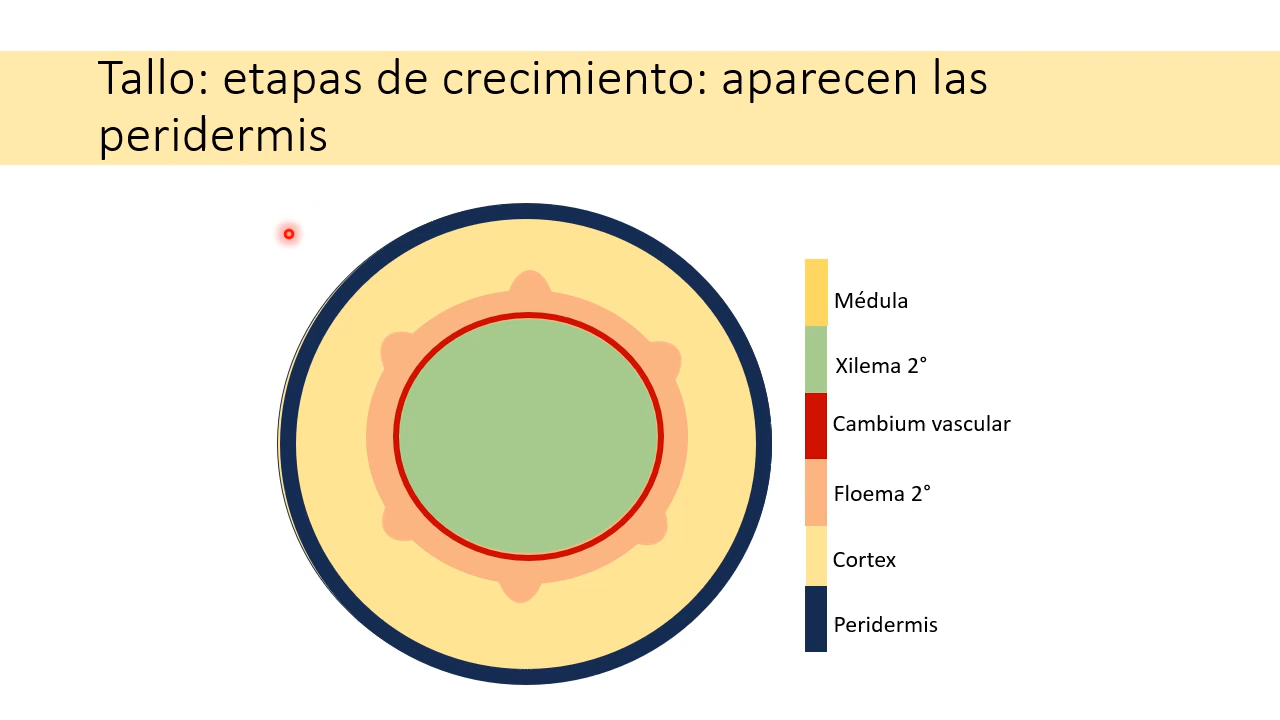 Tallo: etapas de crecimiento: aparecen las
peridermis
Médula
Xilema 2°
Cambium vascular
Floema 2°
Cortex
Peridermis